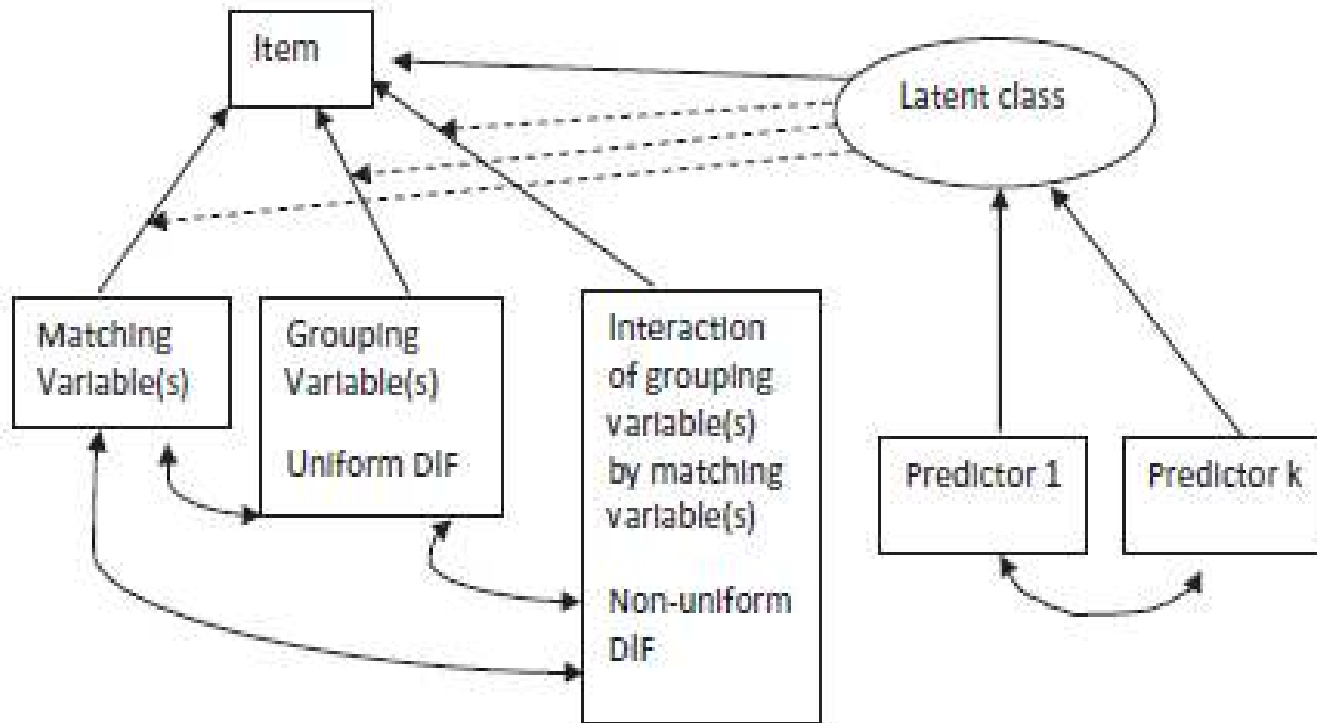 Item
Latent class
Matching
Variable(s)
Grouping
Variable(s)
Uniform DIF
Interaction
of grouping
variable(s)
by matching
variable(s)
Non-uniform
DIF
Predictor 1
Predictor k